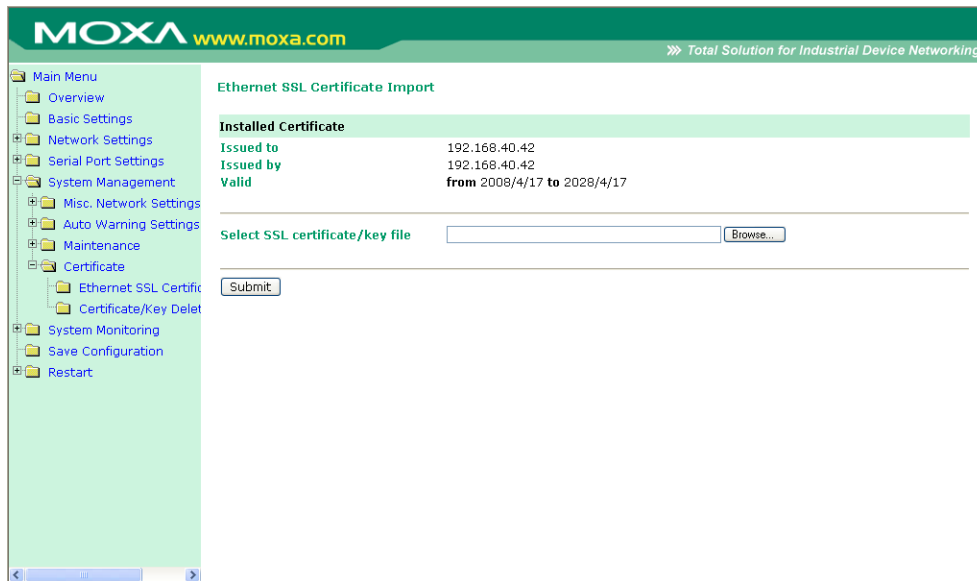 MOXA www.moxa.com
Total Solution for Industrial Device Networking
Main Menu
Overview
Basic Settings
Network Settings
Serial Port Settings
System Management
Misc. Network Settings
Auto Warning Settings
Maintenance
Certificate
Ethernet SSL Certific
Certificate/Key Delet
System Monitoring
Save Configuration
Restart
Ethernet SSL Certificate Import
Installed Certificate
Issued to 192.168.40.42
Issued by 192.168.40.42
Valid from 2008/4/17 to 2028/4/17
Select SSL certificate/key file Browse...
Submit